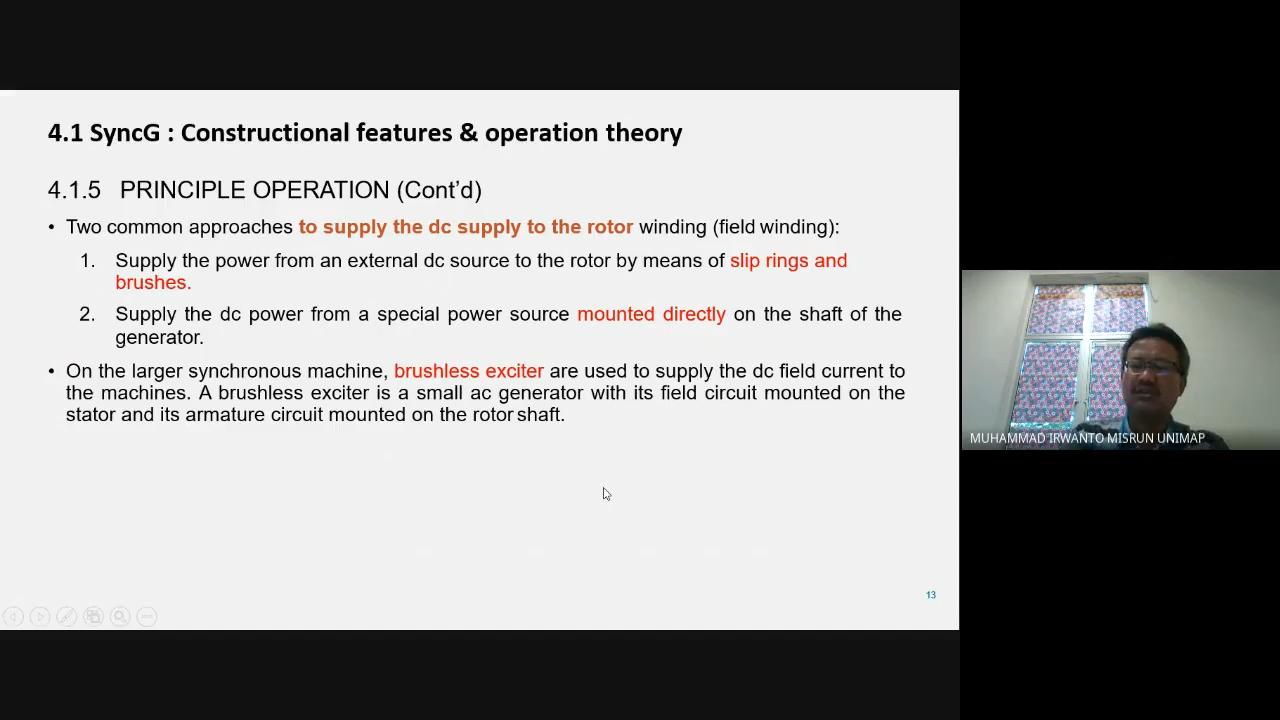 4.1 SyncG : Constructional features & operation theory
4.1.5 PRINCIPLE OPERATION (Cont'd)
• Two common approaches to supply the dc supply to the rotor winding (field winding):
1. Supply the power from an external dc source to the rotor by means of slip rings and
brushes.
2. Supply the dc power from a special power source mounted directly on the shaft of the
generator.
• On the larger synchronous machine, brushless exciter are used to supply the dc field current to
the machines. A brushless exciter is a small ac generator with its field circuit mounted on the
stator and its armature circuit mounted on the rotor shaft.
MUHAMMAD IRWANTO MISRUN UNIMAP
13